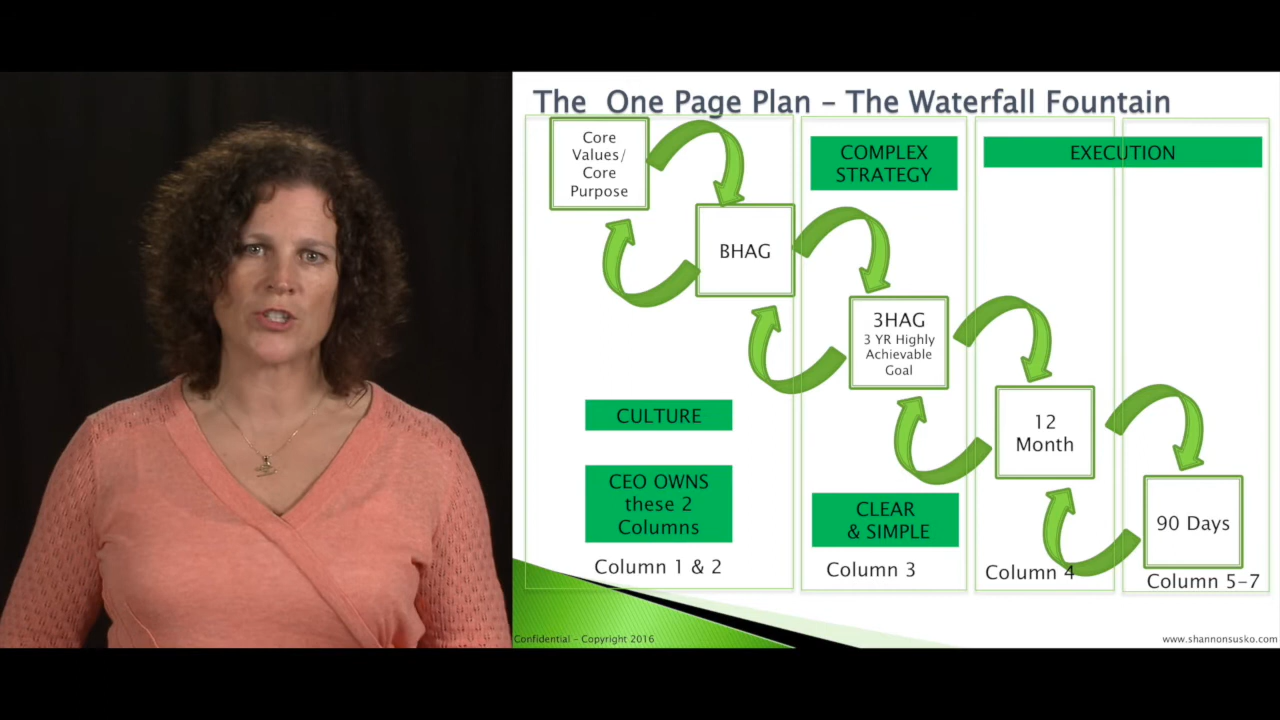 The One Page Plan – The Waterfall Fountain
Core
Values/
Core
Purpose
COMPLEX
STRATEGY
EXECUTION
BHAG
3HAG
3 YR Highly
Achievable
Goal
CULTURE
12
Month
CEO OWNS
these 2
Columns
CLEAR
& SIMPLE
90 Days
Column 1 & 2
Column 3
Column 4
Column 5-7
Confidential - Copyright 2016
www.shannonsusko.com